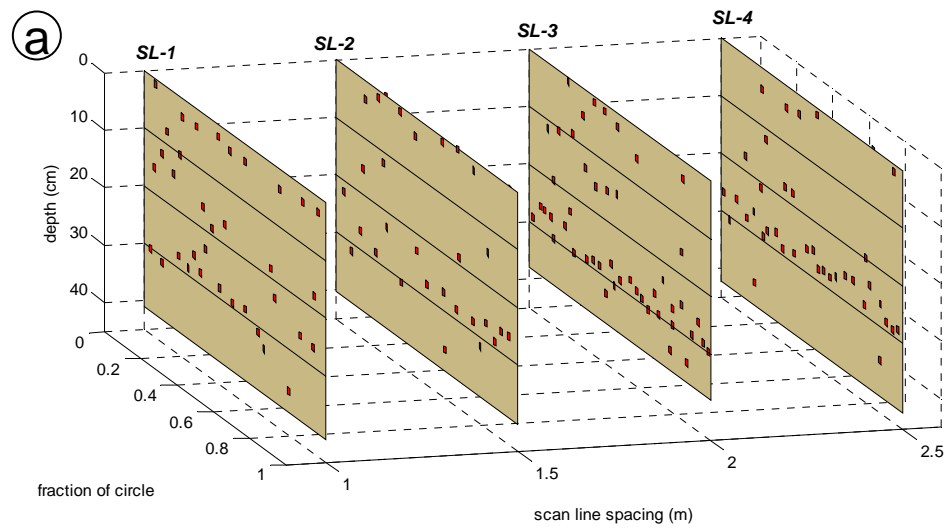 a
SL-1 SL-2 SL-3 SL-4
0
10
20
30
40
depth (cm)
0
0.2
0.4
0.6
0.8
1
fraction of circle
1 1.5 2 2.5
scan line spacing (m)